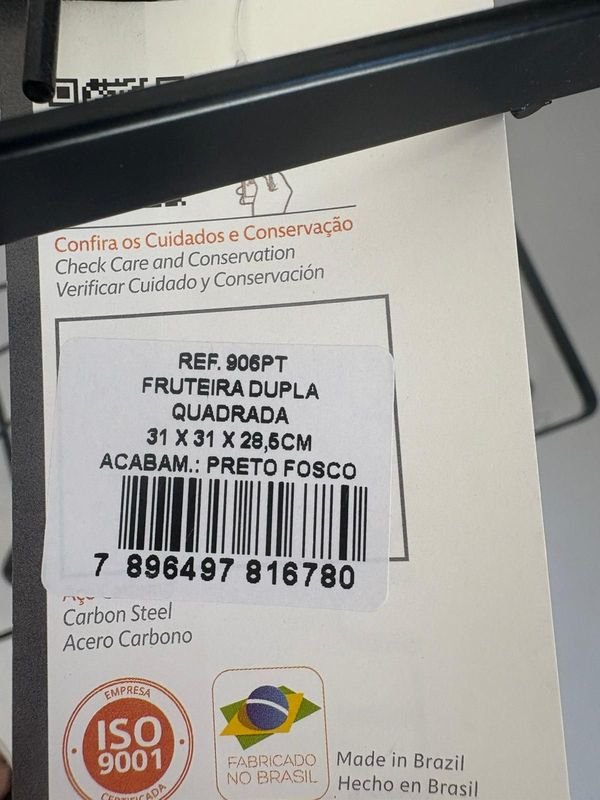 Confira os Cuidados e Conservação
Check Care and Conservation
Verificar Cuidado y Conservación
REF. 906PT
FRUTEIRA DUPLA
QUADRADA
31 X 31 X 28,5CM
ACABAM.: PRETO FOSCO
7 896497 816780
Carbon Steel
Acero Carbono
EMPRESA
ISO
9001
CERTIFICADA
FABRICADO
NO BRASIL
Made in Brazil
Hecho en Brasil